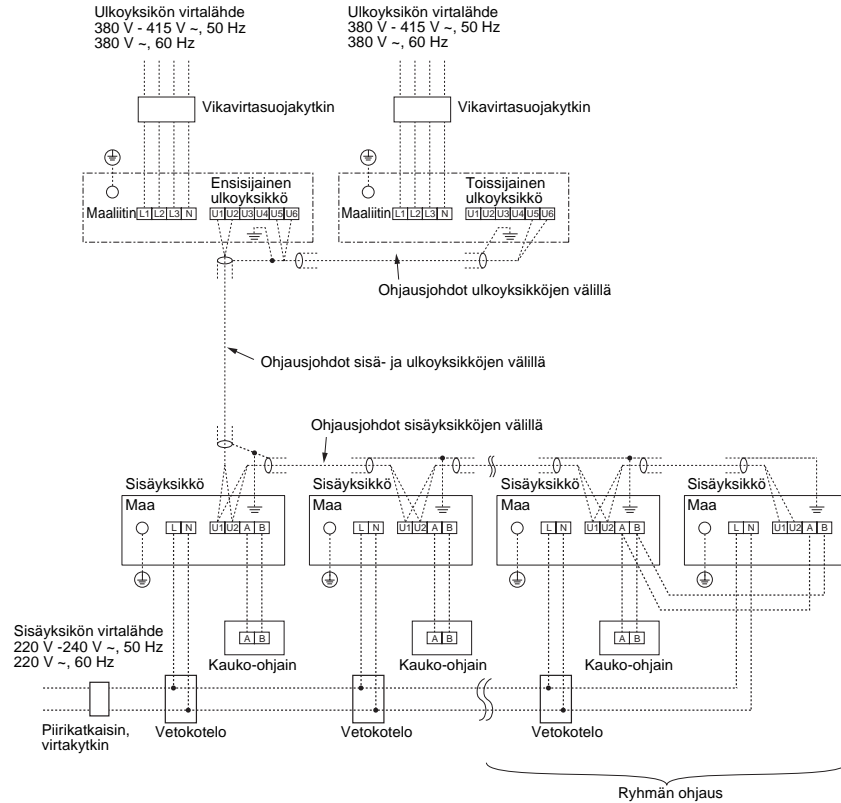 Ulkoyksikön virtalähde
380 V - 415 V ~, 50 Hz
380 V ~, 60 Hz
Ulkoyksikön virtalähde
380 V - 415 V ~, 50 Hz
380 V ~, 60 Hz
Vikavirtasuojakytkin
Vikavirtasuojakytkin
Ensisijainen
ulkoyksikkö
Maaliitin L1 L2 L3 N U1 U2 U3 U4 U5 U6
Toissijainen
ulkoyksikkö
Maaliitin L1 L2 L3 N U1 U2 U3 U4 U5 U6
Ohjausjohdot ulkoyksikköjen välillä
Ohjausjohdot sisä- ja ulkoyksikköjen välillä
Ohjausjohdot sisäyksikköjen välillä
Sisäyksikkö
Maa
L N U1 U2 A B
Sisäyksikkö
Maa
L N U1 U2 A B
Sisäyksikkö
Maa
L N U1 U2 A B
Sisäyksikkö
Maa
L N U1 U2 A B
Sisäyksikön virtalähde
220 V -240 V ~, 50 Hz
220 V ~, 60 Hz
A B
Kauko-ohjain
A B
Kauko-ohjain
A B
Kauko-ohjain
Piirikatkaisin,
virtakytkin
Vetokotelo
Vetokotelo
Vetokotelo
Ryhmän ohjaus